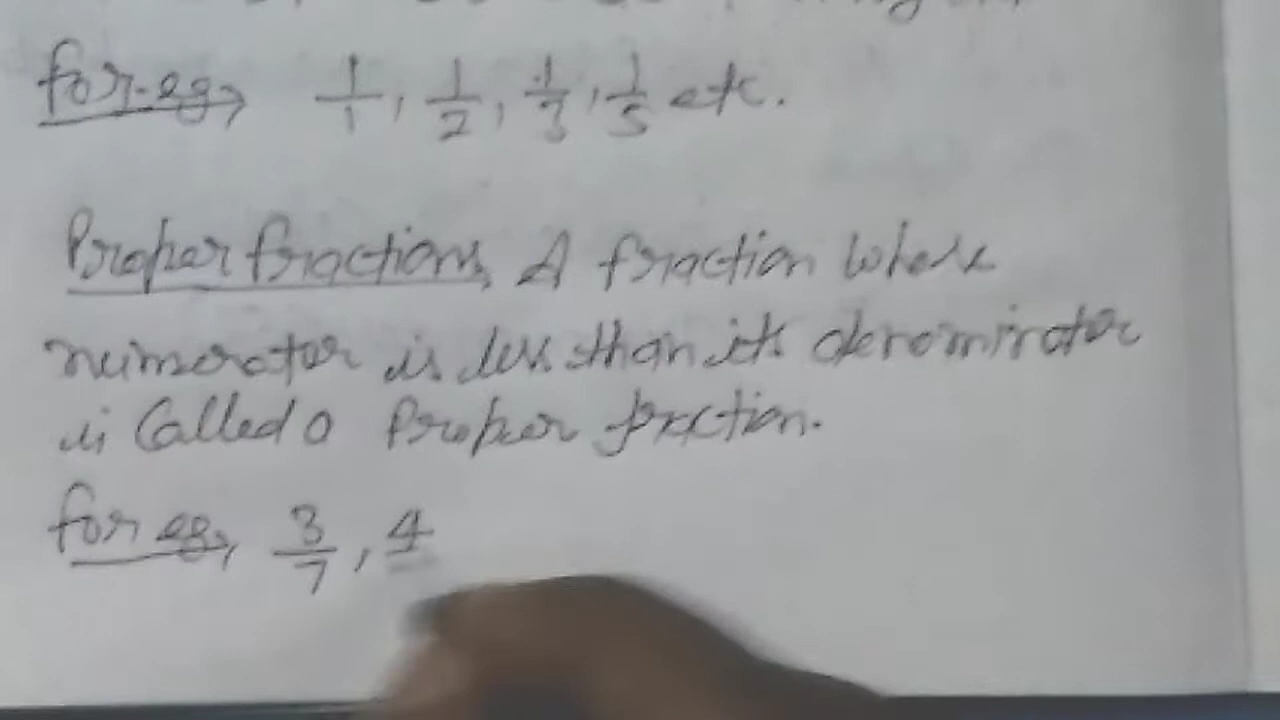 for eg, 1/1, 1/2, 1/3, 1/5 etc.
Proper fractions, A fraction whose
numerator is less than its denominator
is Called a Proper fraction.
for eg, 3/7, 4